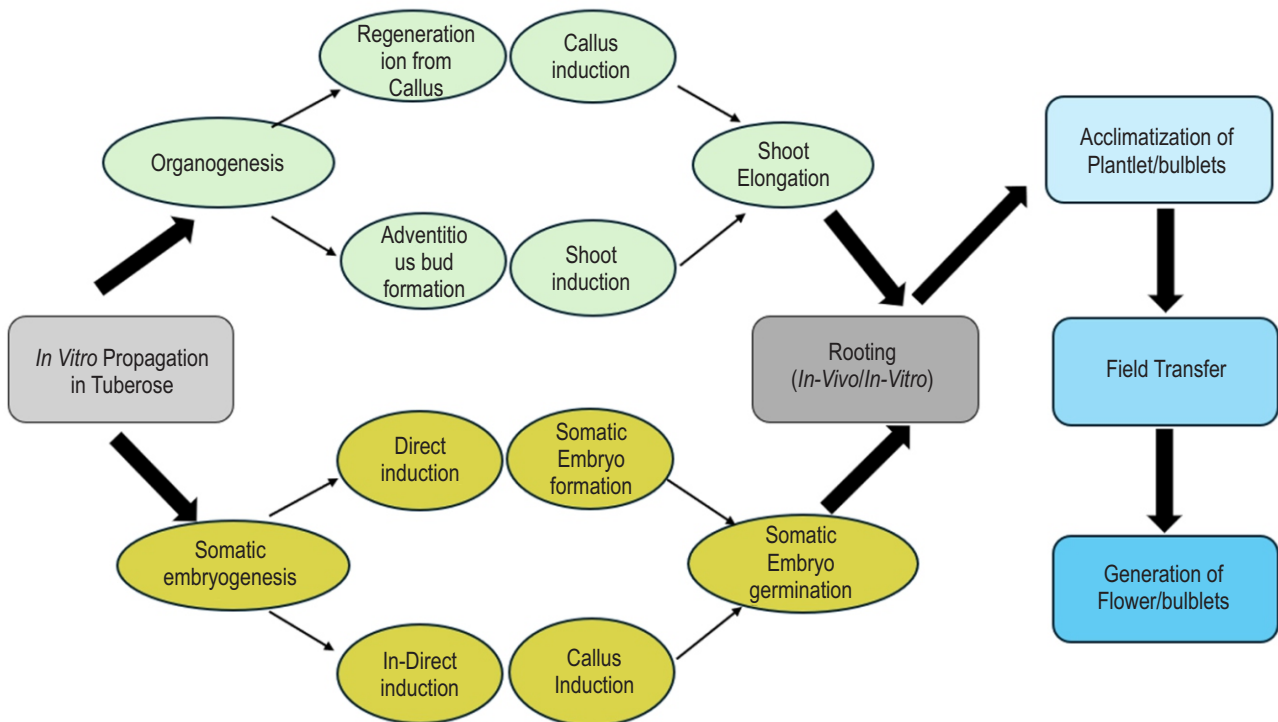 Regeneration
ion from
Callus
Callus
induction
Organogenesis
Shoot
Elongation
Adventitio
us bud
formation
Shoot
induction
In Vitro Propagation
in Tuberose
Rooting
(In-Vivo/In-Vitro)
Direct
induction
Somatic
Embryo
formation
Somatic
embryogenesis
Somatic
Embryo
germination
In-Direct
induction
Callus
Induction
Acclimatization of
Plantlet/bulblets
Field Transfer
Generation of
Flower/bulblets